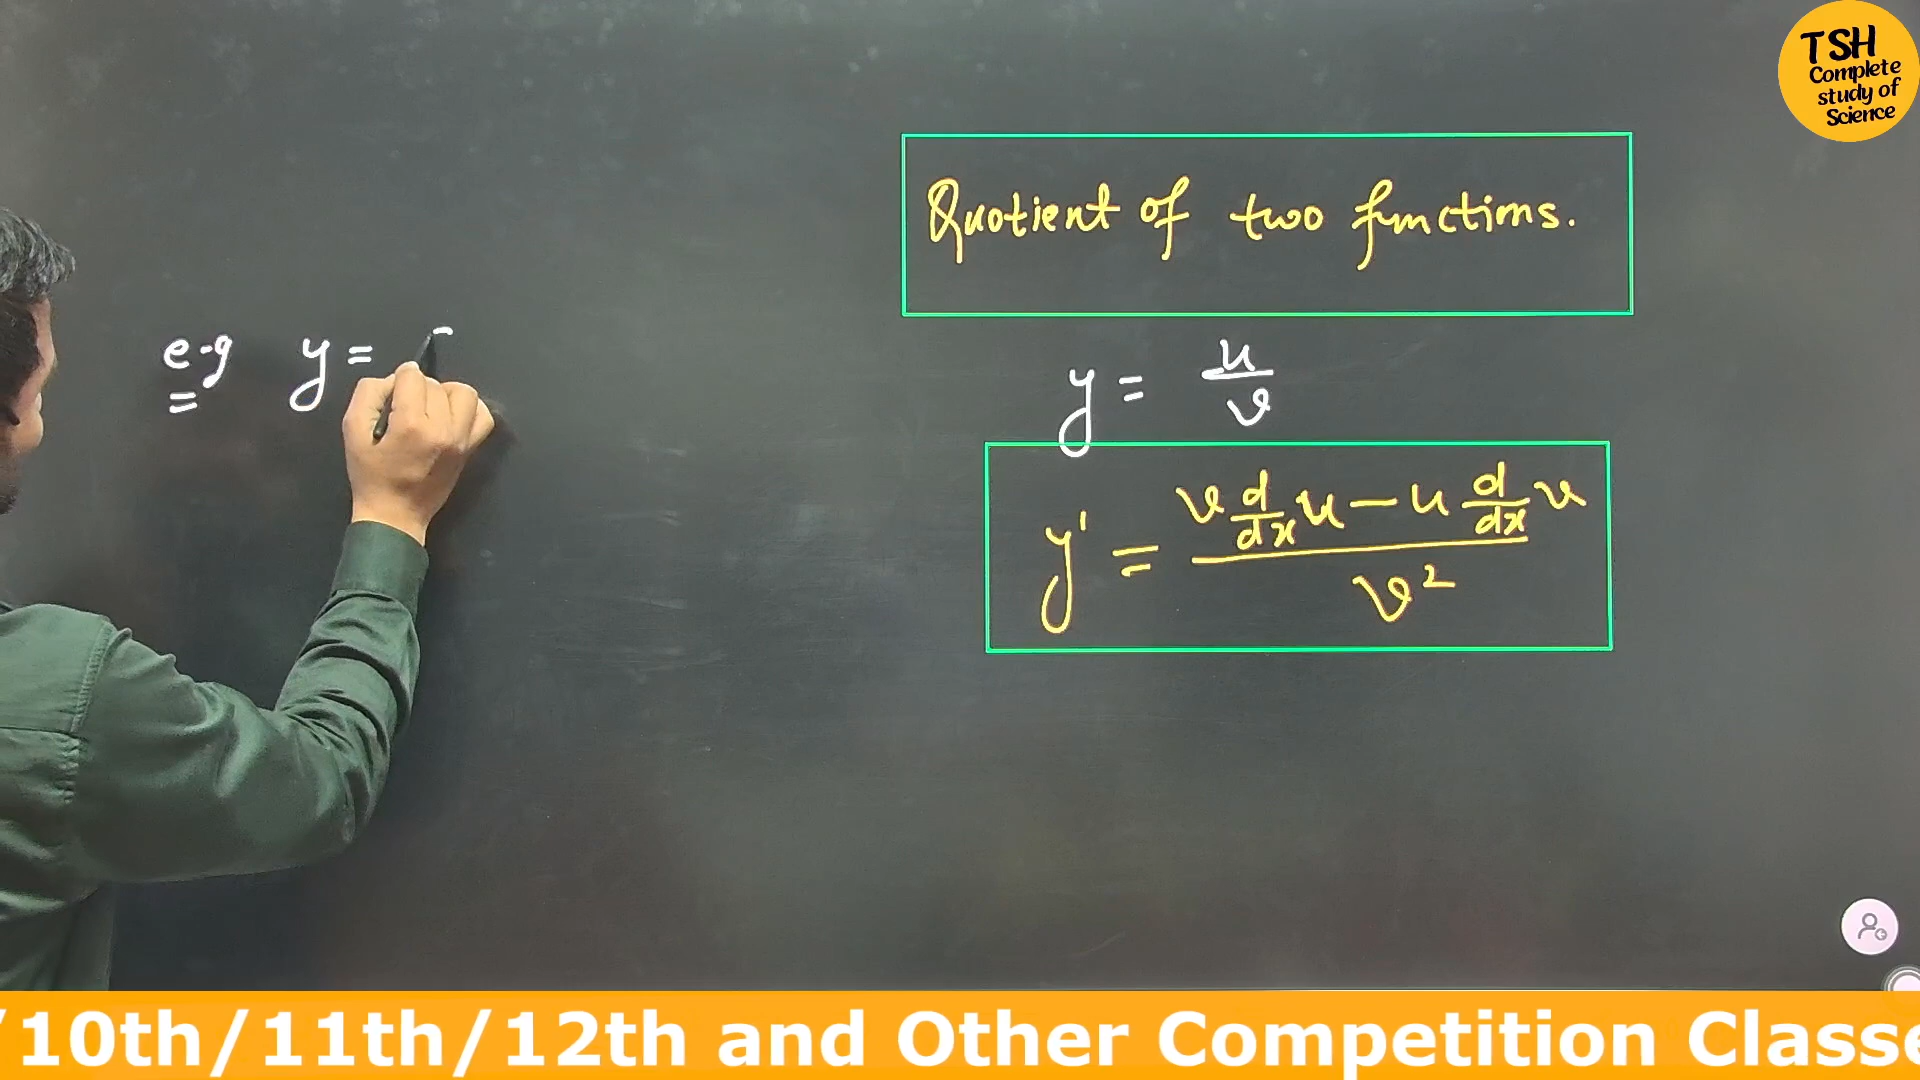 TSH
Complete
study of
Science
Quotient of two functions.
e.g y =
y = u/v
y' = (v d/dx u - u d/dx v)/v²
/10th/11th/12th and Other Competition Classe